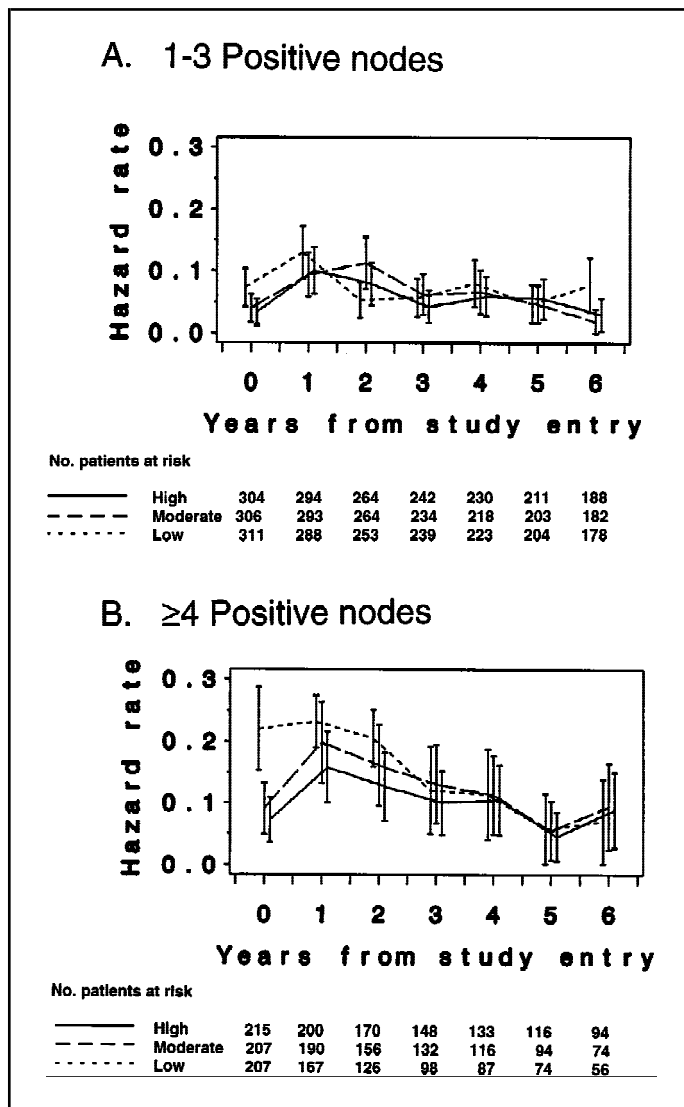 A. 1-3 Positive nodes
Hazard rate
0.3
0.2
0.1
0.0
0 1 2 3 4 5 6
Years from study entry
No. patients at risk
High 304 294 264 242 230 211 188
Moderate 306 293 264 234 218 203 182
Low 311 288 253 239 223 204 178
B. ≥4 Positive nodes
Hazard rate
0.3
0.2
0.1
0.0
0 1 2 3 4 5 6
Years from study entry
No. patients at risk
High 215 200 170 148 133 116 94
Moderate 207 190 156 132 116 94 74
Low 207 167 126 98 87 74 56